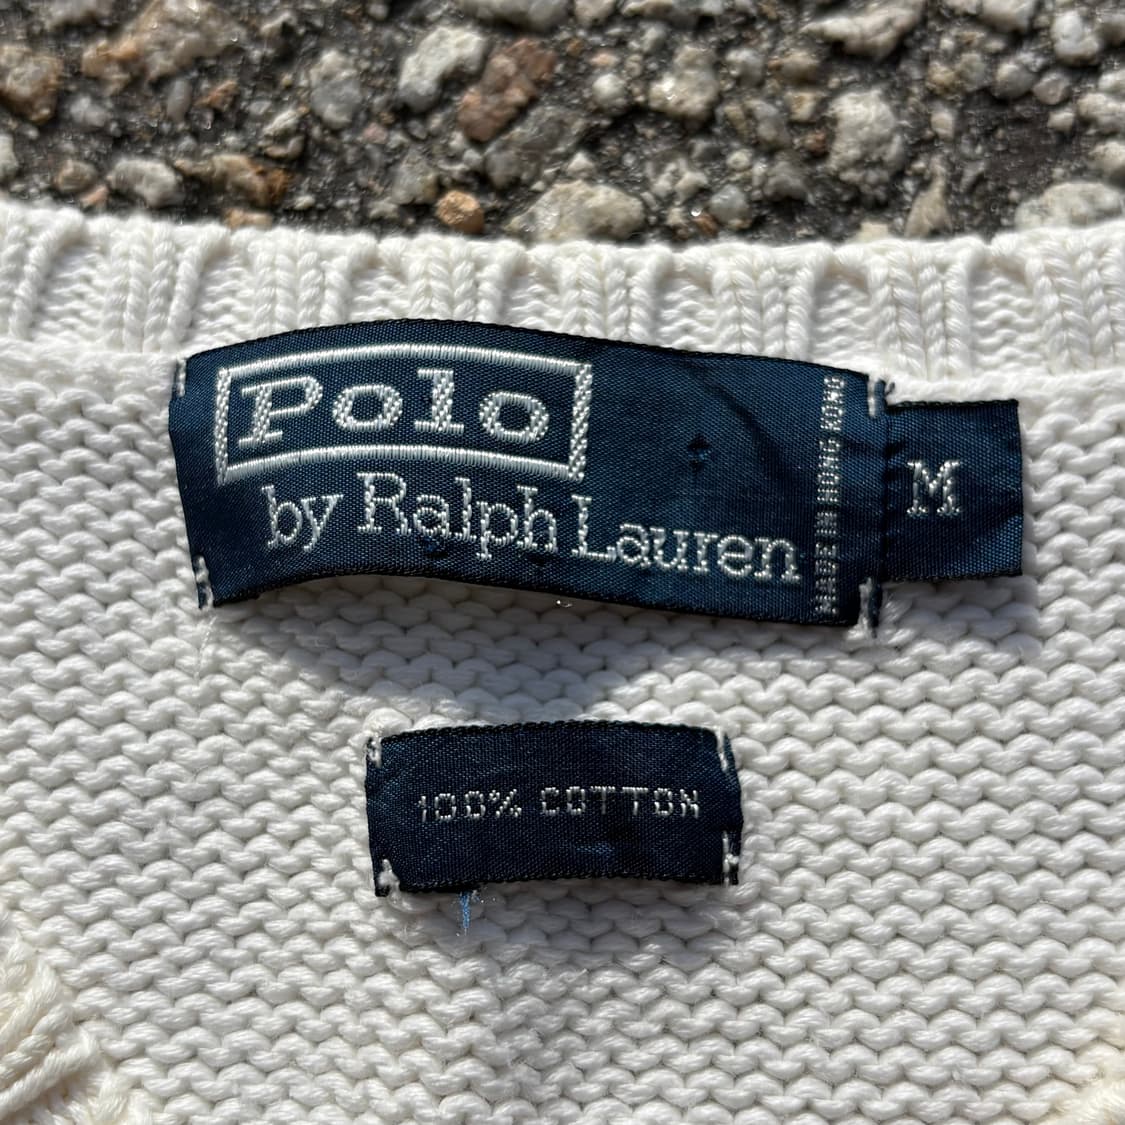 Polo
by Ralph Lauren
MADE IN HONG KONG
M
100% COTTON